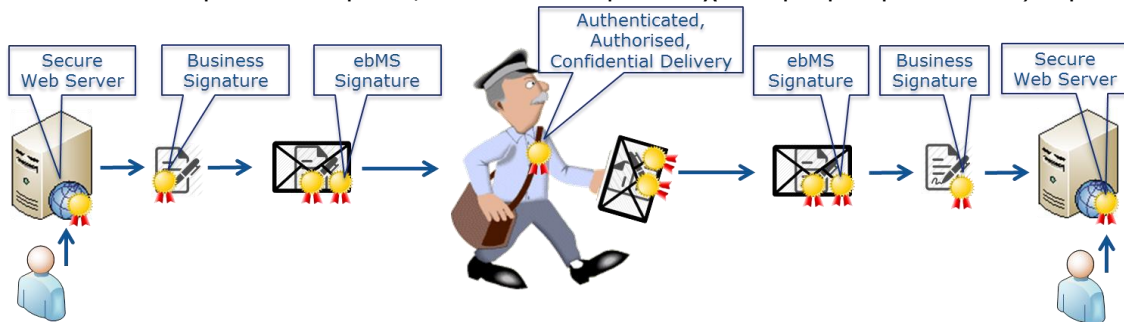 Secure
Web Server
Business
Signature
ebMS
Signature
Authenticated,
Authorised,
Confidential Delivery
ebMS
Signature
Business
Signature
Secure
Web Server